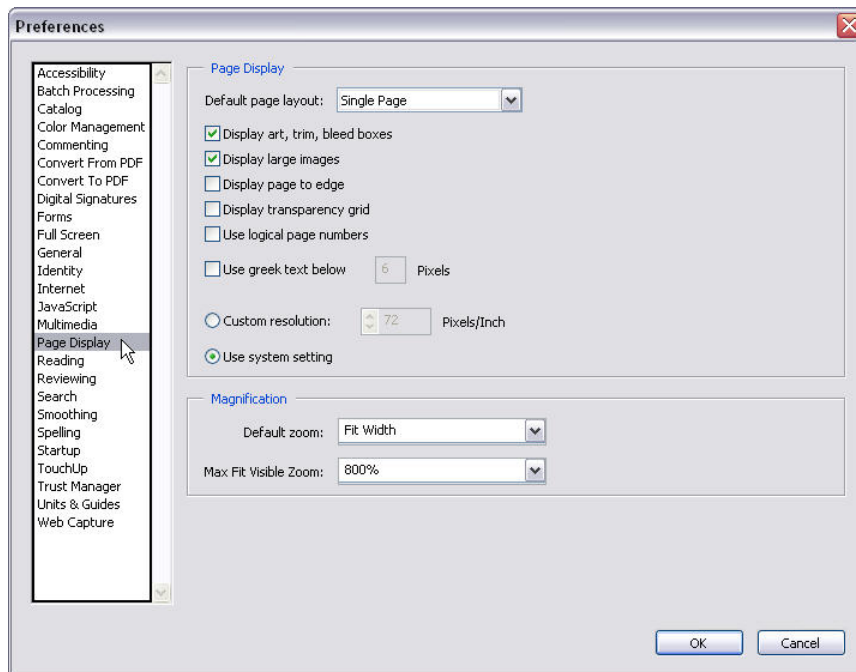 Preferences
Accessibility
Batch Processing
Catalog
Color Management
Commenting
Convert From PDF
Convert To PDF
Digital Signatures
Forms
Full Screen
General
Identity
Internet
JavaScript
Multimedia
Page Display
Reading
Reviewing
Search
Smoothing
Spelling
Startup
TouchUp
Trust Manager
Units & Guides
Web Capture
Page Display
Default page layout: Single Page
Display art, trim, bleed boxes
Display large images
Display page to edge
Display transparency grid
Use logical page numbers
Use greek text below 6 Pixels
Custom resolution: 72 Pixels/Inch
Use system setting
Magnification
Default zoom: Fit Width
Max Fit Visible Zoom: 800%
OK Cancel